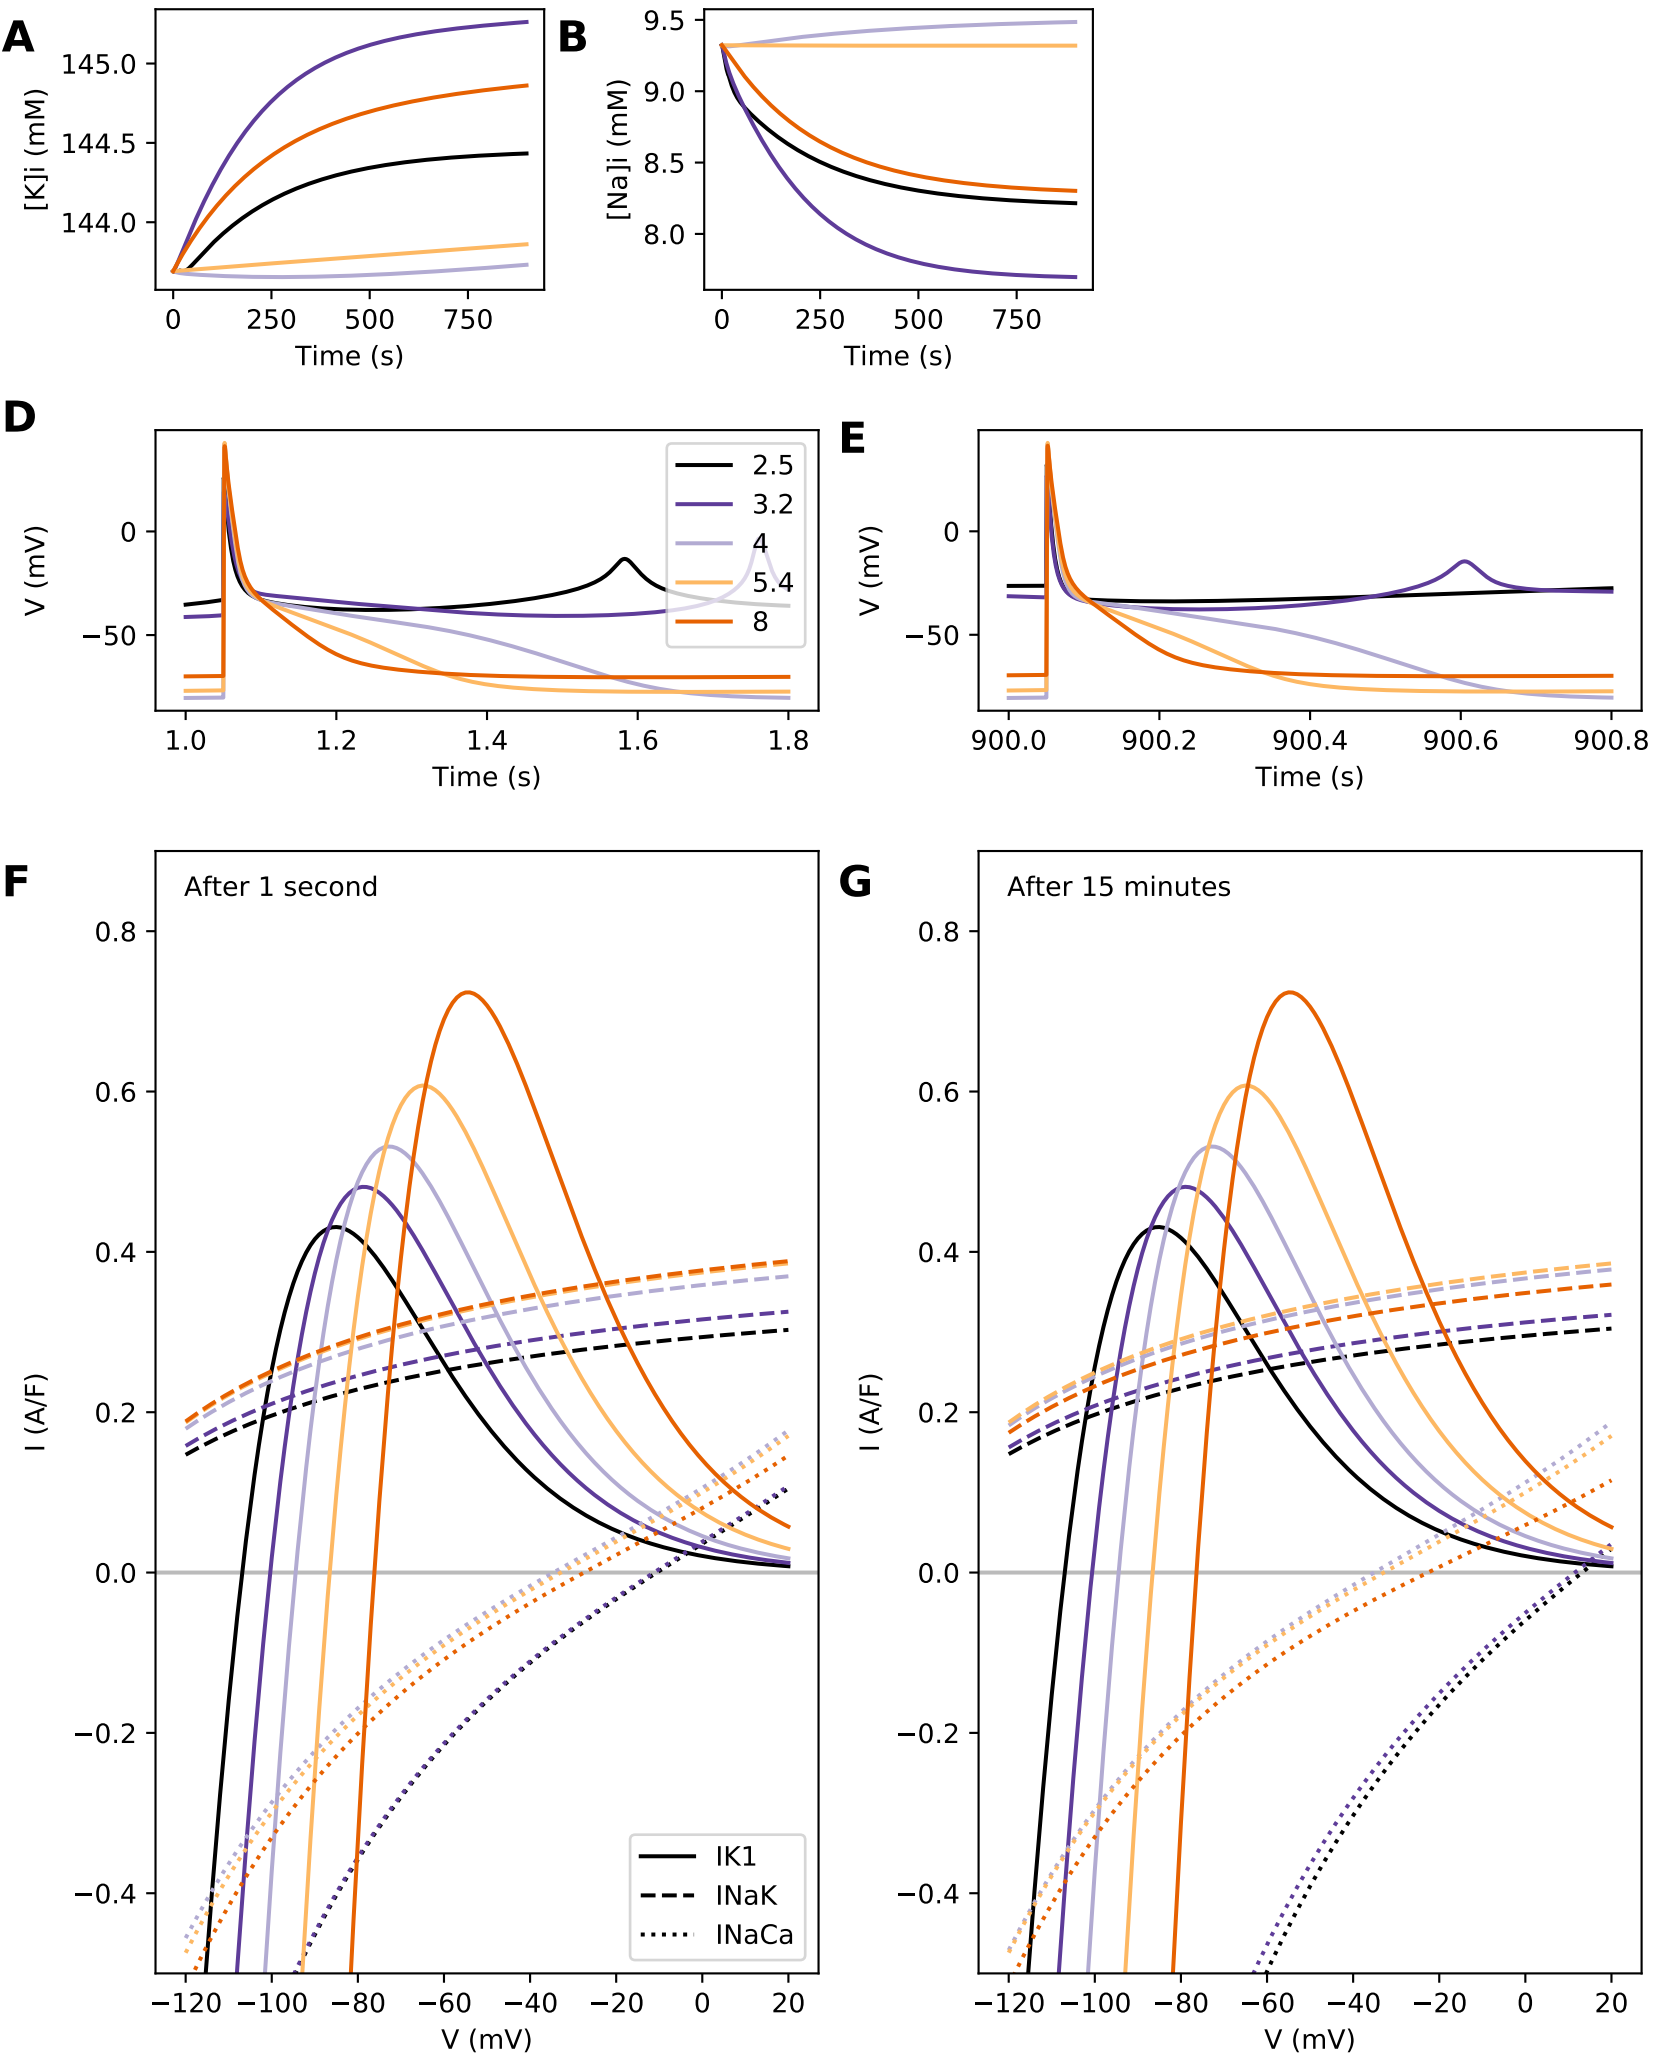 A
[K]i (mM)
145.0
144.5
144.0
0
250
500
750
Time (s)
B
[Na]i (mM)
9.5
9.0
8.5
8.0
0
250
500
750
Time (s)
D
V (mV)
0
−50
1.0
1.2
1.4
1.6
1.8
Time (s)
2.5
3.2
4
5.4
8
E
V (mV)
0
−50
900.0
900.2
900.4
900.6
900.8
Time (s)
F
After 1 second
I (A/F)
0.8
0.6
0.4
0.2
0.0
−0.2
−0.4
−120
−100
−80
−60
−40
−20
0
20
V (mV)
IK1
INaK
INaCa
G
After 15 minutes
I (A/F)
0.8
0.6
0.4
0.2
0.0
−0.2
−0.4
−120
−100
−80
−60
−40
−20
0
20
V (mV)